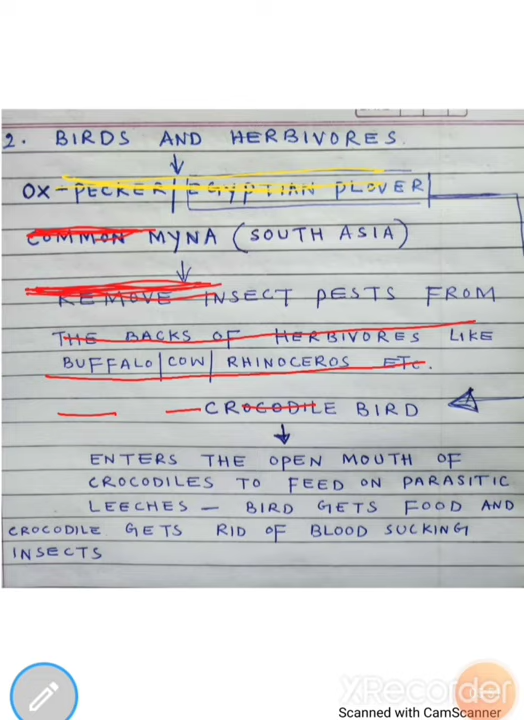 2. BIRDS AND HERBIVORES.
OX-PECKER | EGYPTIAN PLOVER
COMMON MYNA (SOUTH ASIA)
REMOVE INSECT PESTS FROM
THE BACKS OF HERBIVORES LIKE
BUFFALO | COW | RHINOCEROS ETC.
CROCODILE BIRD
ENTERS THE OPEN MOUTH OF
CROCODILES TO FEED ON PARASITIC
LEECHES – BIRD GETS FOOD AND
CROCODILE GETS RID OF BLOOD SUCKING
INSECTS
XRecorder
Scanned with CamScanner